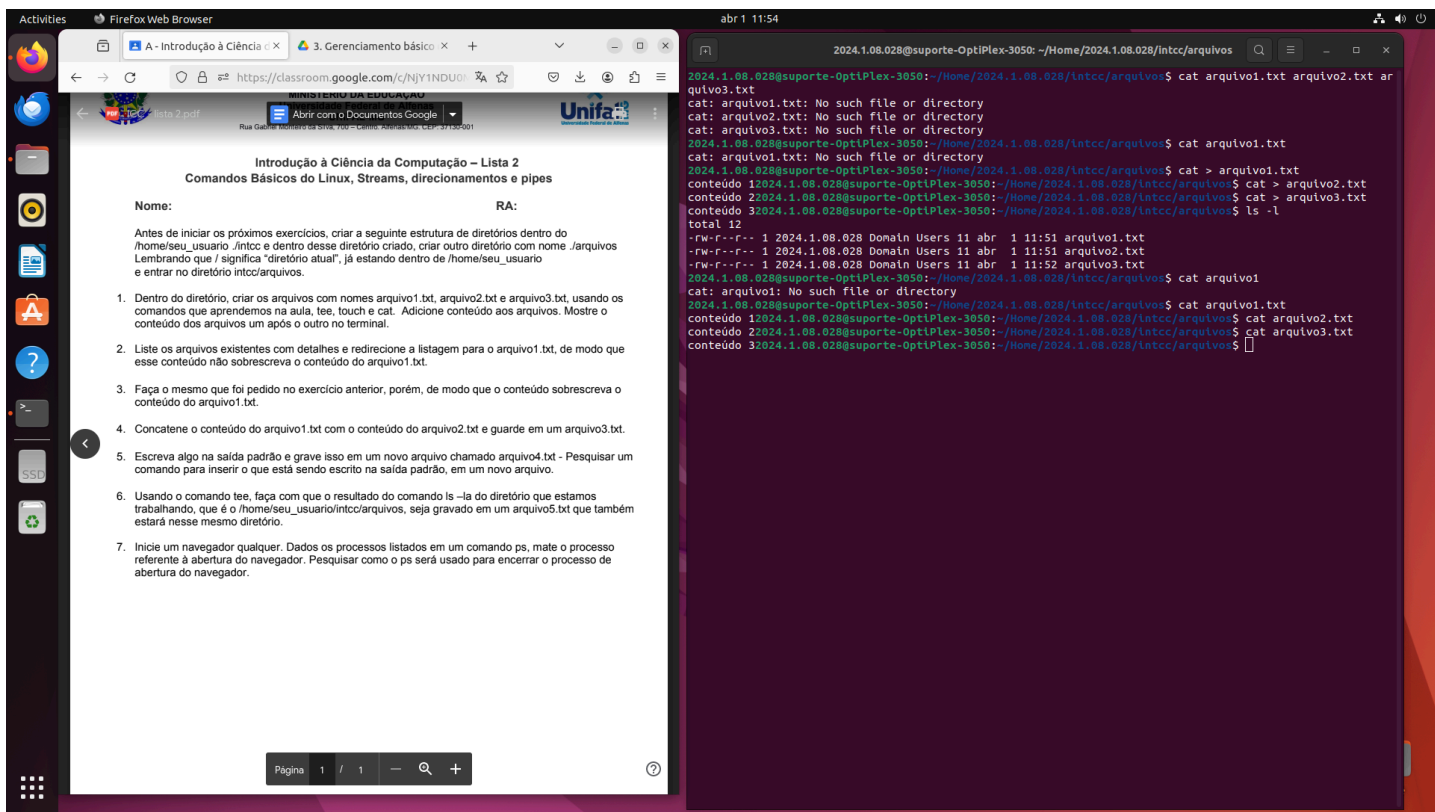 Activities
Firefox Web Browser
abr 1 11:54
A - Introdução à Ciência d
3. Gerenciamento básico
https://classroom.google.com/c/NjY1NDU0
ICC - lista 2.pdf
Abrir com o Documentos Google
MINISTÉRIO DA EDUCAÇÃO
Universidade Federal de Alfenas
Rua Gabriel Monteiro da Silva, 700 – Centro. Alfenas/MG. CEP: 37130-001
Introdução à Ciência da Computação – Lista 2
Comandos Básicos do Linux, Streams, direcionamentos e pipes
Nome: RA:
Antes de iniciar os próximos exercícios, criar a seguinte estrutura de diretórios dentro do
/home/seu_usuario ./intcc e dentro desse diretório criado, criar outro diretório com nome ./arquivos
Lembrando que / significa “diretório atual”, já estando dentro de /home/seu_usuario
e entrar no diretório intcc/arquivos.
1. Dentro do diretório, criar os arquivos com nomes arquivo1.txt, arquivo2.txt e arquivo3.txt, usando os
comandos que aprendemos na aula, tee, touch e cat. Adicione conteúdo aos arquivos. Mostre o
conteúdo dos arquivos um após o outro no terminal.
2. Liste os arquivos existentes com detalhes e redirecione a listagem para o arquivo1.txt, de modo que
esse conteúdo não sobrescreva o conteúdo do arquivo1.txt.
3. Faça o mesmo que foi pedido no exercício anterior, porém, de modo que o conteúdo sobrescreva o
conteúdo do arquivo1.txt.
4. Concatene o conteúdo do arquivo1.txt com o conteúdo do arquivo2.txt e guarde em um arquivo3.txt.
5. Escreva algo na saída padrão e grave isso em um novo arquivo chamado arquivo4.txt - Pesquisar um
comando para inserir o que está sendo escrito na saída padrão, em um novo arquivo.
6. Usando o comando tee, faça com que o resultado do comando ls –la do diretório que estamos
trabalhando, que é o /home/seu_usuario/intcc/arquivos, seja gravado em um arquivo5.txt que também
estará nesse mesmo diretório.
7. Inicie um navegador qualquer. Dados os processos listados em um comando ps, mate o processo
referente à abertura do navegador. Pesquisar como o ps será usado para encerrar o processo de
abertura do navegador.
Página 1 / 1
SSD
2024.1.08.028@suporte-OptiPlex-3050: ~/Home/2024.1.08.028/intcc/arquivos
2024.1.08.028@suporte-OptiPlex-3050:~/Home/2024.1.08.028/intcc/arquivos$ cat arquivo1.txt arquivo2.txt ar
quivo3.txt
cat: arquivo1.txt: No such file or directory
cat: arquivo2.txt: No such file or directory
cat: arquivo3.txt: No such file or directory
2024.1.08.028@suporte-OptiPlex-3050:~/Home/2024.1.08.028/intcc/arquivos$ cat arquivo1.txt
cat: arquivo1.txt: No such file or directory
2024.1.08.028@suporte-OptiPlex-3050:~/Home/2024.1.08.028/intcc/arquivos$ cat > arquivo1.txt
conteúdo 12024.1.08.028@suporte-OptiPlex-3050:~/Home/2024.1.08.028/intcc/arquivos$ cat > arquivo2.txt
conteúdo 22024.1.08.028@suporte-OptiPlex-3050:~/Home/2024.1.08.028/intcc/arquivos$ cat > arquivo3.txt
conteúdo 32024.1.08.028@suporte-OptiPlex-3050:~/Home/2024.1.08.028/intcc/arquivos$ ls -l
total 12
-rw-r--r-- 1 2024.1.08.028 Domain Users 11 abr 1 11:51 arquivo1.txt
-rw-r--r-- 1 2024.1.08.028 Domain Users 11 abr 1 11:51 arquivo2.txt
-rw-r--r-- 1 2024.1.08.028 Domain Users 11 abr 1 11:52 arquivo3.txt
2024.1.08.028@suporte-OptiPlex-3050:~/Home/2024.1.08.028/intcc/arquivos$ cat arquivo1
cat: arquivo1: No such file or directory
2024.1.08.028@suporte-OptiPlex-3050:~/Home/2024.1.08.028/intcc/arquivos$ cat arquivo1.txt
conteúdo 12024.1.08.028@suporte-OptiPlex-3050:~/Home/2024.1.08.028/intcc/arquivos$ cat arquivo2.txt
conteúdo 22024.1.08.028@suporte-OptiPlex-3050:~/Home/2024.1.08.028/intcc/arquivos$ cat arquivo3.txt
conteúdo 32024.1.08.028@suporte-OptiPlex-3050:~/Home/2024.1.08.028/intcc/arquivos$